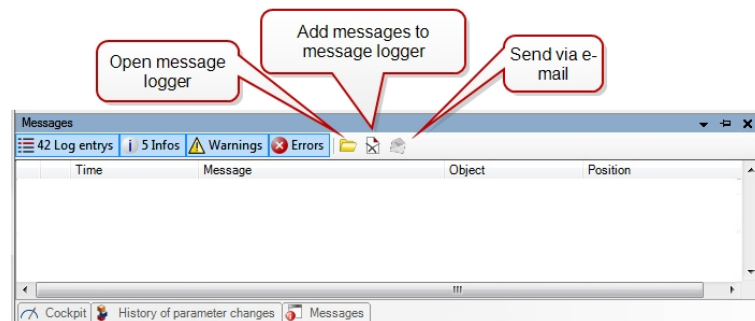 Open message
logger
Add messages to
message logger
Send via e-
mail
Messages
42 Log entrys 5 Infos Warnings Errors
Time Message Object Position
Cockpit History of parameter changes Messages